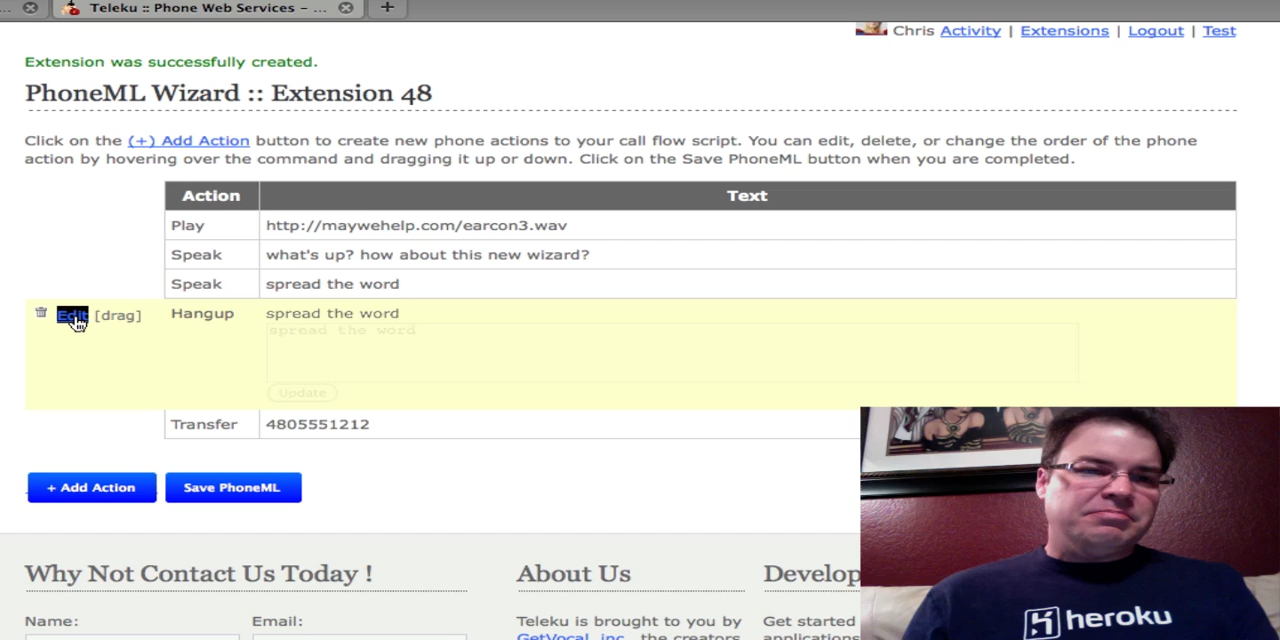 Teleku :: Phone Web Services – ...
Chris Activity | Extensions | Logout | Test
Extension was successfully created.
PhoneML Wizard :: Extension 48
Click on the (+) Add Action button to create new phone actions to your call flow script. You can edit, delete, or change the order of the phone
action by hovering over the command and dragging it up or down. Click on the Save PhoneML button when you are completed.
Action Text
Play http://maywehelp.com/earcon3.wav
Speak what's up? how about this new wizard?
Speak spread the word
Edit [drag] Hangup spread the word
spread the word
Update
Transfer 4805551212
+ Add Action Save PhoneML
Why Not Contact Us Today ! About Us Develop
Name: Email: Teleku is brought to you by Get started
GetVocal, inc. the creators applications
heroku